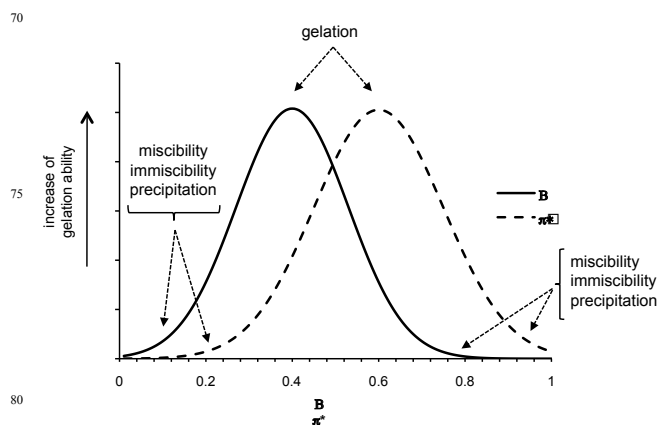 70
gelation
increase of
gelation ability
miscibility
immiscibility
precipitation
75
B
π*
miscibility
immiscibility
precipitation
0
0.2
0.4
0.6
0.8
1
B
π*
80